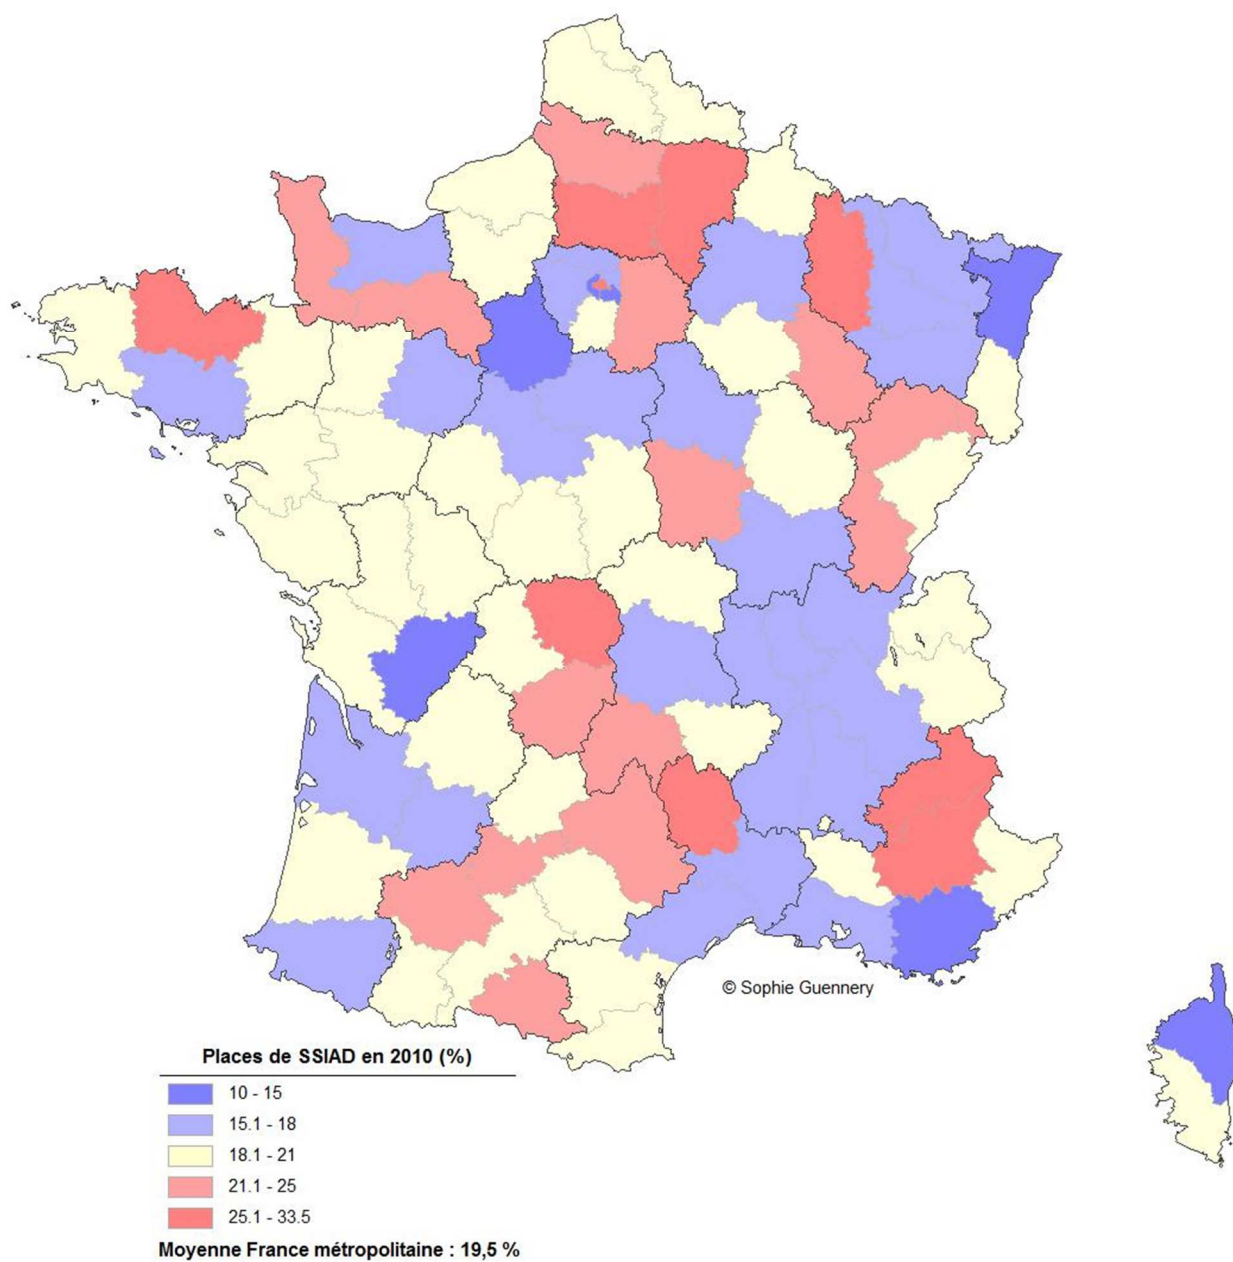 © Sophie Guennery
Places de SSIAD en 2010 (%)
10 - 15
15.1 - 18
18.1 - 21
21.1 - 25
25.1 - 33.5
Moyenne France métropolitaine : 19,5 %